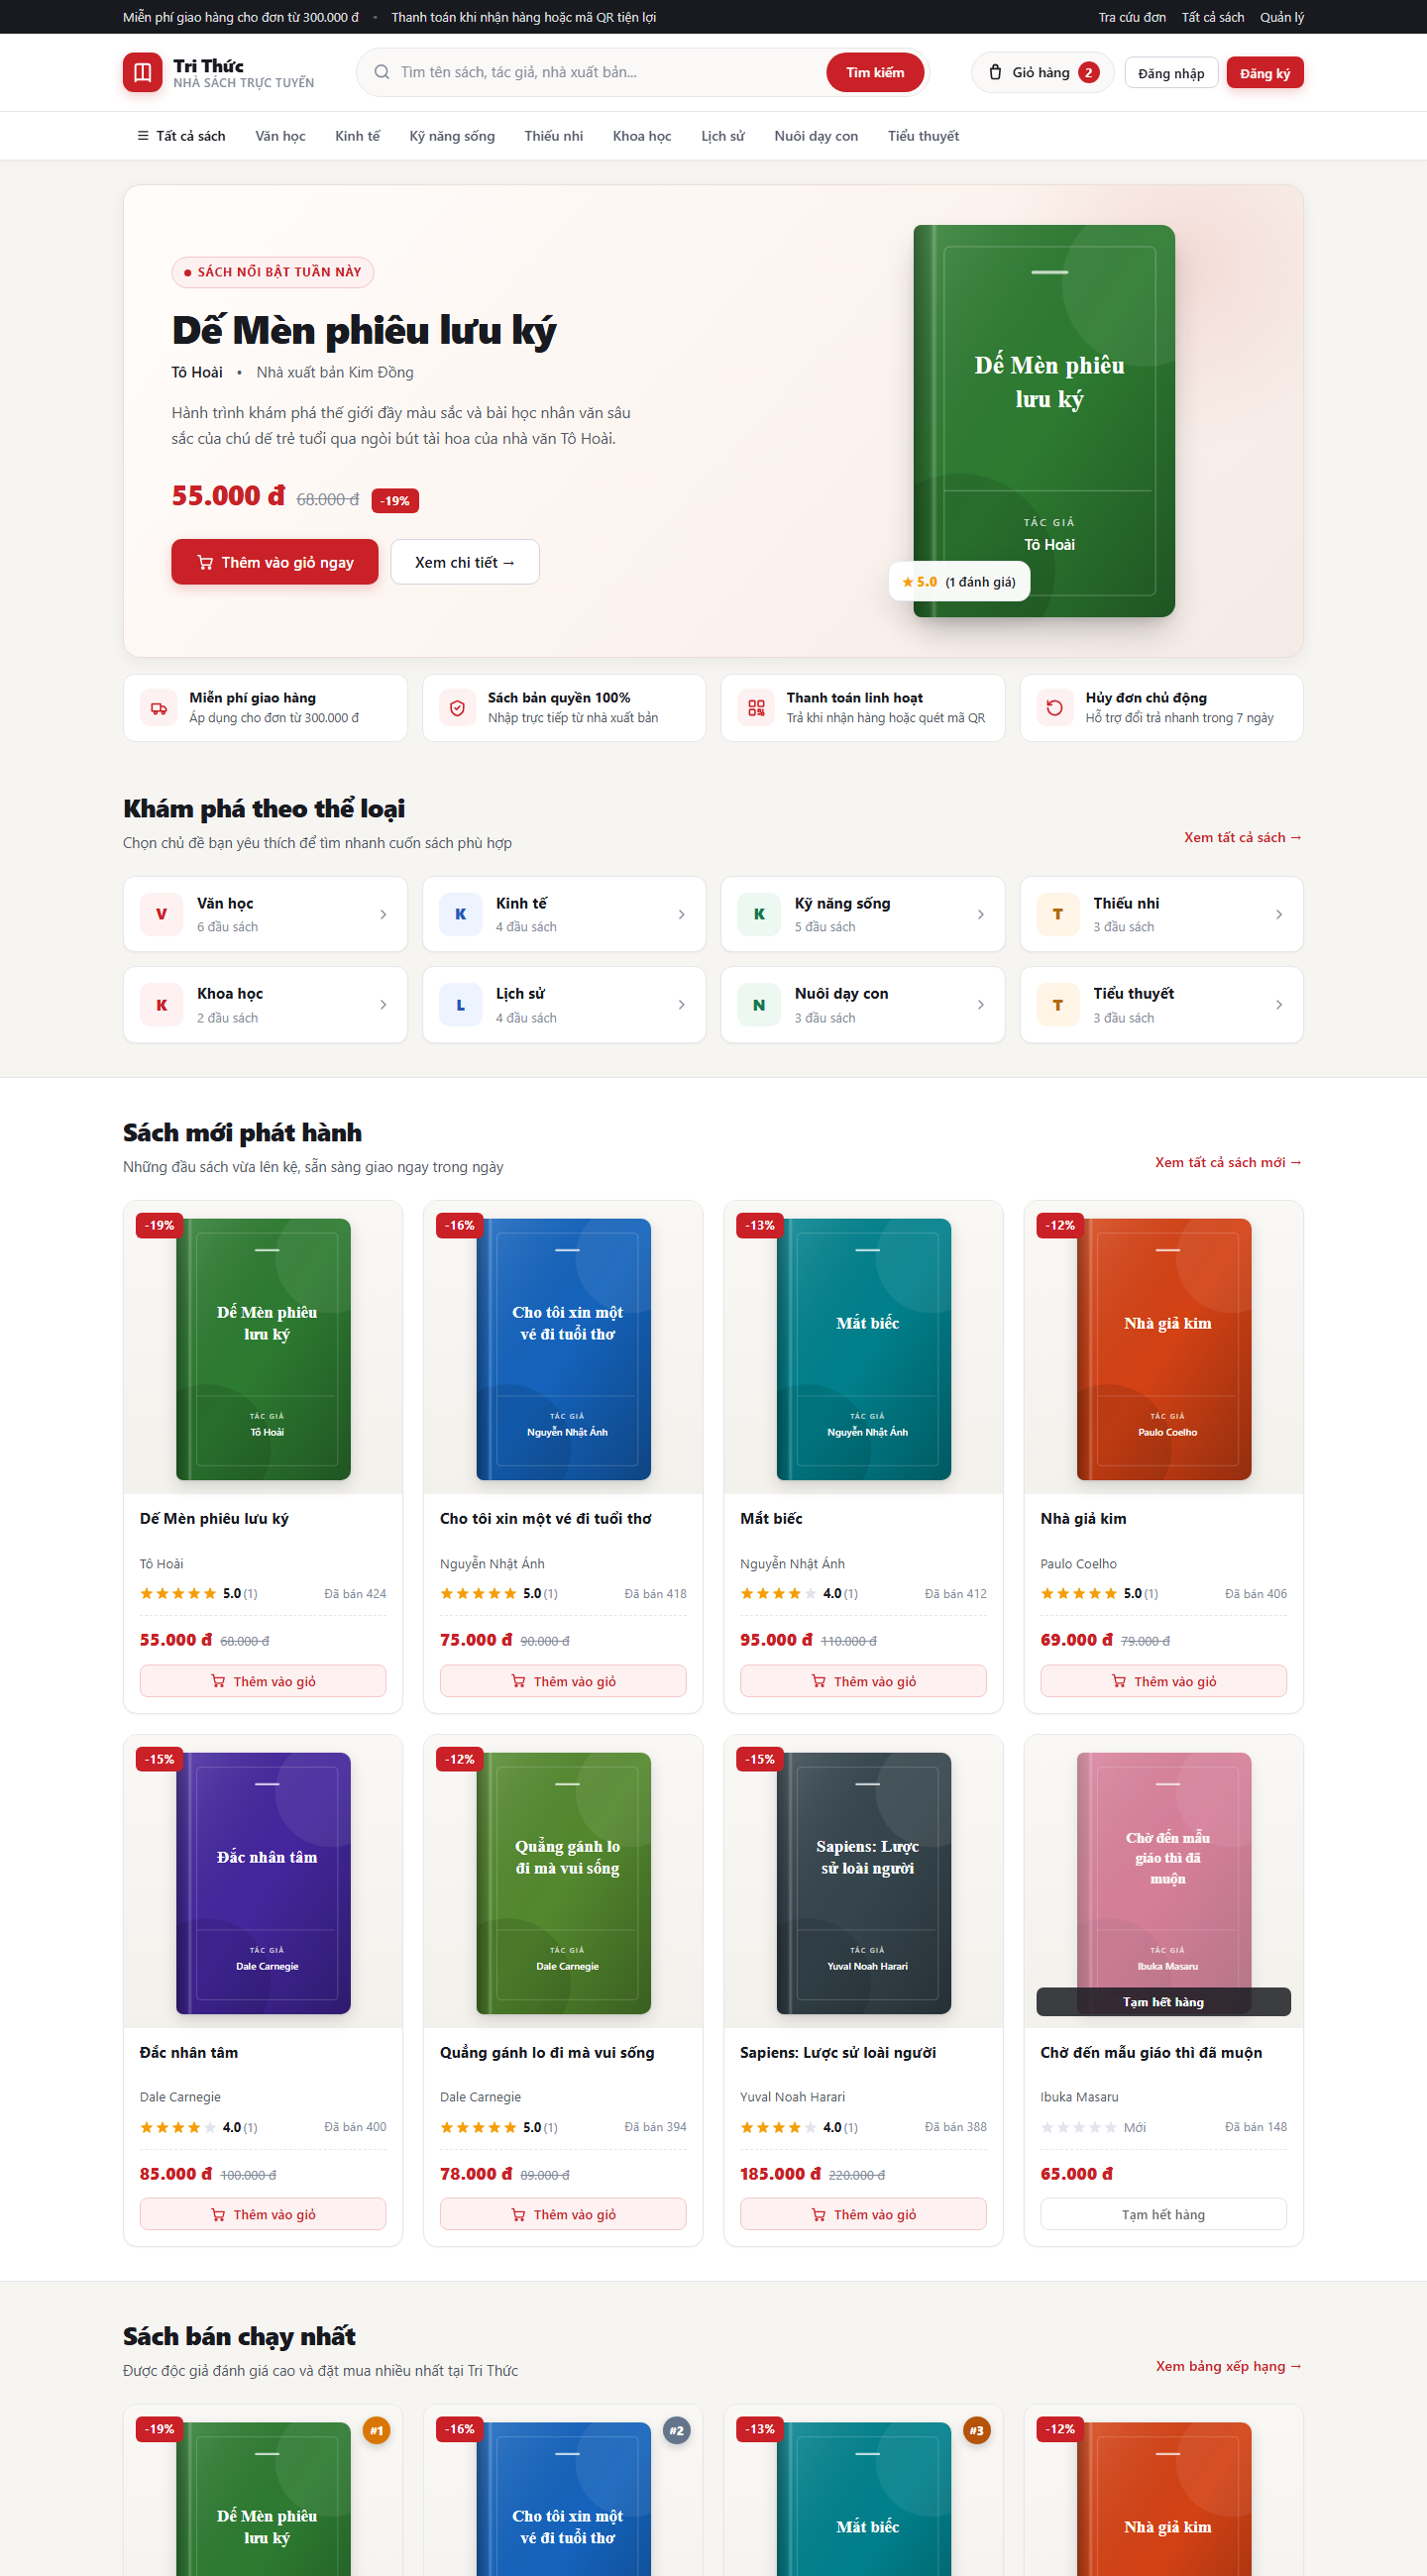 Miễn phí giao hàng cho đơn từ 300.000 đ • Thanh toán khi nhận hàng hoặc mã QR tiện lợi
Tra cứu đơn Tất cả sách Quản lý
Tri Thức
NHÀ SÁCH TRỰC TUYẾN
Tìm tên sách, tác giả, nhà xuất bản...
Tìm kiếm
Giỏ hàng 2
Đăng nhập
Đăng ký
Tất cả sách Văn học Kinh tế Kỹ năng sống Thiếu nhi Khoa học Lịch sử Nuôi dạy con Tiểu thuyết
SÁCH NỔI BẬT TUẦN NÀY
Dế Mèn phiêu lưu ký
Tô Hoài • Nhà xuất bản Kim Đồng
Hành trình khám phá thế giới đầy màu sắc và bài học nhân văn sâu
sắc của chú dế trẻ tuổi qua ngòi bút tài hoa của nhà văn Tô Hoài.
55.000 đ 68.000 đ -19%
Thêm vào giỏ ngay
Xem chi tiết →
Dế Mèn phiêu
lưu ký
TÁC GIẢ
Tô Hoài
★ 5.0 (1 đánh giá)
Miễn phí giao hàng
Áp dụng cho đơn từ 300.000 đ
Sách bản quyền 100%
Nhập trực tiếp từ nhà xuất bản
Thanh toán linh hoạt
Trả khi nhận hàng hoặc quét mã QR
Hủy đơn chủ động
Hỗ trợ đổi trả nhanh trong 7 ngày
Khám phá theo thể loại
Chọn chủ đề bạn yêu thích để tìm nhanh cuốn sách phù hợp
Xem tất cả sách →
V
Văn học
6 đầu sách
K
Kinh tế
4 đầu sách
K
Kỹ năng sống
5 đầu sách
T
Thiếu nhi
3 đầu sách
K
Khoa học
2 đầu sách
L
Lịch sử
4 đầu sách
N
Nuôi dạy con
3 đầu sách
T
Tiểu thuyết
3 đầu sách
Sách mới phát hành
Những đầu sách vừa lên kệ, sẵn sàng giao ngay trong ngày
Xem tất cả sách mới →
-19%
Dế Mèn phiêu
lưu ký
TÁC GIẢ
Tô Hoài
Dế Mèn phiêu lưu ký
Tô Hoài
5.0 (1) Đã bán 424
55.000 đ 68.000 đ
Thêm vào giỏ
-16%
Cho tôi xin một
vé đi tuổi thơ
TÁC GIẢ
Nguyễn Nhật Ánh
Cho tôi xin một vé đi tuổi thơ
Nguyễn Nhật Ánh
5.0 (1) Đã bán 418
75.000 đ 90.000 đ
Thêm vào giỏ
-13%
Mắt biếc
TÁC GIẢ
Nguyễn Nhật Ánh
Mắt biếc
Nguyễn Nhật Ánh
4.0 (1) Đã bán 412
95.000 đ 110.000 đ
Thêm vào giỏ
-12%
Nhà giả kim
TÁC GIẢ
Paulo Coelho
Nhà giả kim
Paulo Coelho
5.0 (1) Đã bán 406
69.000 đ 79.000 đ
Thêm vào giỏ
-15%
Đắc nhân tâm
TÁC GIẢ
Dale Carnegie
Đắc nhân tâm
Dale Carnegie
4.0 (1) Đã bán 400
85.000 đ 100.000 đ
Thêm vào giỏ
-12%
Quẳng gánh lo
đi mà vui sống
TÁC GIẢ
Dale Carnegie
Quẳng gánh lo đi mà vui sống
Dale Carnegie
5.0 (1) Đã bán 394
78.000 đ 89.000 đ
Thêm vào giỏ
-15%
Sapiens: Lược
sử loài người
TÁC GIẢ
Yuval Noah Harari
Sapiens: Lược sử loài người
Yuval Noah Harari
4.0 (1) Đã bán 388
185.000 đ 220.000 đ
Thêm vào giỏ
Chờ đến mẫu
giáo thì đã
muộn
TÁC GIẢ
Ibuka Masaru
Tạm hết hàng
Chờ đến mẫu giáo thì đã muộn
Ibuka Masaru
Mới Đã bán 148
65.000 đ
Tạm hết hàng
Sách bán chạy nhất
Được độc giả đánh giá cao và đặt mua nhiều nhất tại Tri Thức
Xem bảng xếp hạng →
-19% #1
Dế Mèn phiêu
lưu ký
-16% #2
Cho tôi xin một
vé đi tuổi thơ
-13% #3
Mắt biếc
-12%
Nhà giả kim